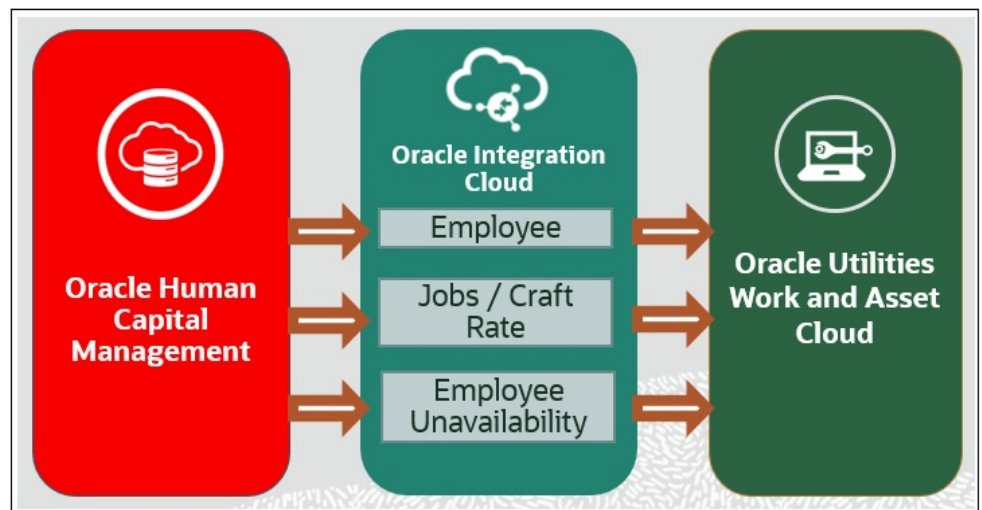 Oracle Human
Capital
Management
Oracle Integration
Cloud
Employee
Jobs / Craft
Rate
Employee
Unavailability
Oracle Utilities
Work and Asset
Cloud